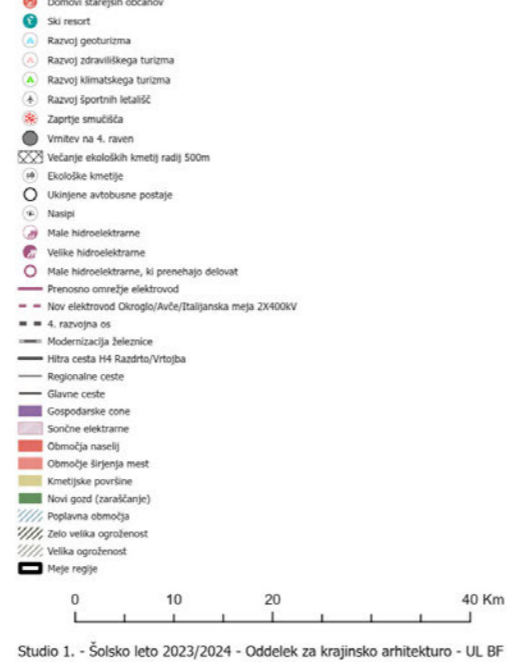 Domovi starejših občanov
Ski resort
Razvoj geoturizma
Razvoj zdraviliškega turizma
Razvoj klimatskega turizma
Razvoj športnih letališč
Zaprtje smučišča
Vrnitev na 4. raven
Večanje ekoloških kmetij radij 500m
Ekološke kmetije
Ukinjene avtobusne postaje
Nasipi
Male hidroelektrarne
Velike hidroelektrarne
Male hidroelektrarne, ki prenehajo delovat
Prenosno omrežje elektrovod
Nov elektrovod Okroglo/Avče/Italijanska meja 2X400kV
4. razvojna os
Modernizacija železnice
Hitra cesta H4 Razdrto/Vrtojba
Regionalne ceste
Glavne ceste
Gospodarske cone
Sončne elektrarne
Območja naselij
Območje širjenja mest
Kmetijske površine
Novi gozd (zaraščanje)
Poplavna območja
Zelo velika ogroženost
Velika ogroženost
Meje regije
0 10 20 40 Km
Studio 1. - Šolsko leto 2023/2024 - Oddelek za krajinsko arhitekturo - UL BF